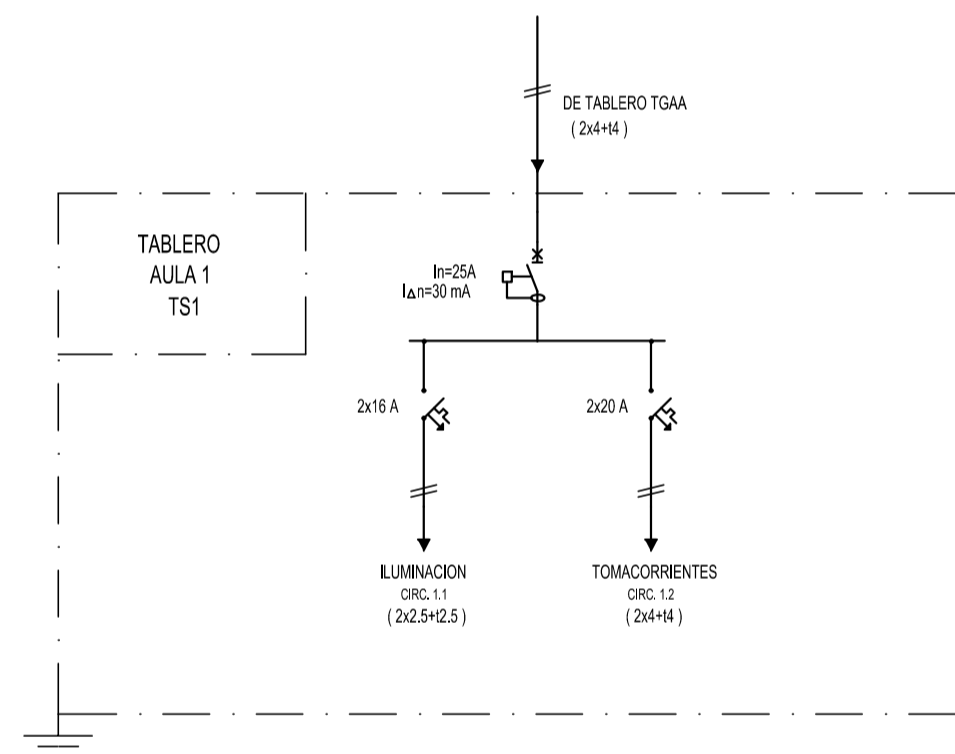 DE TABLERO TGAA
( 2x4+t4 )
TABLERO
AULA 1
TS1
In=25A
I∆n=30 mA
2x16 A
2x20 A
ILUMINACION
CIRC. 1.1
( 2x2.5+t2.5 )
TOMACORRIENTES
CIRC. 1.2
( 2x4+t4 )